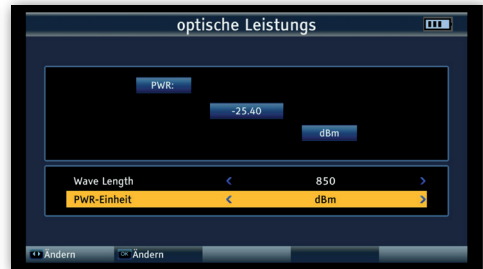 optische Leistungs
PWR:
-25.40
dBm
Wave Length < 850 >
PWR-Einheit < dBm >
Ändern OK Ändern